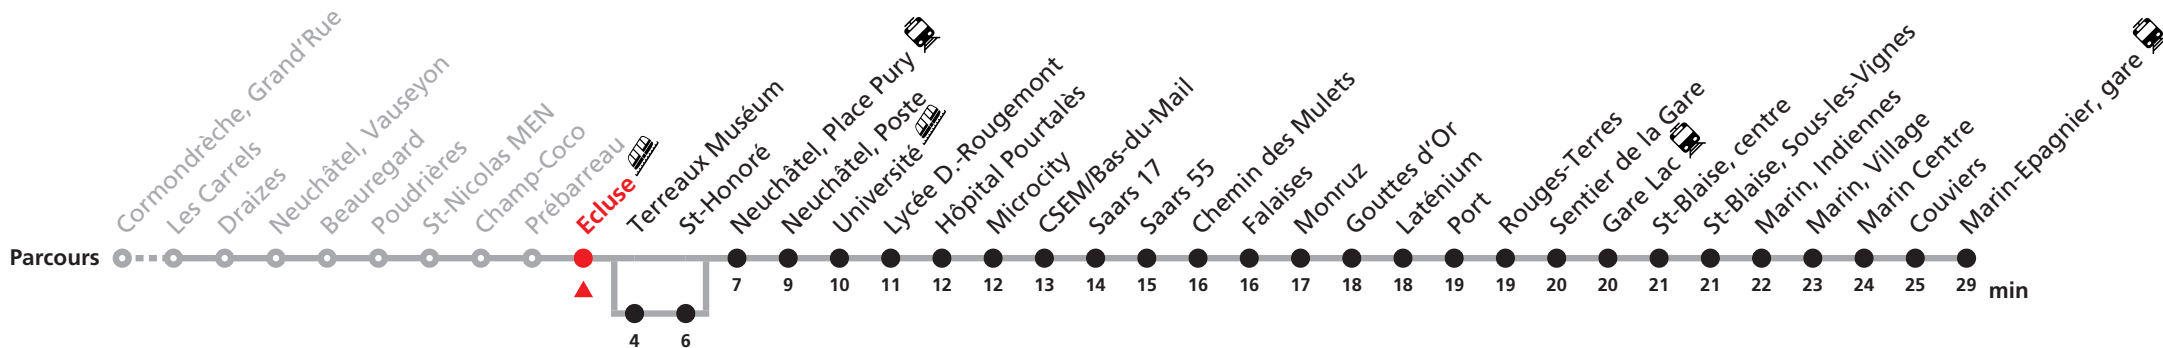 Parcours
Cormondrèche, Grand'Rue
Les Carrels
Draizes
Neuchâtel, Vauseyon
Beauregard
Poudrières
St-Nicolas MEN
Champ-Coco
Prébarreau
Ecluse
Terreaux Muséum
St-Honoré
Neuchâtel, Place Pury
Neuchâtel, Poste
Université
Lycée D.-Rougemont
Hôpital Pourtalès
Microcity
CSEM/Bas-du-Mail
Saars 17
Saars 55
Chemin des Mulets
Falaises
Monruz
Gouttes d'Or
Laténium
Port
Rouges-Terres
Sentier de la Gare
Gare Lac
St-Blaise, centre
St-Blaise, Sous-les-Vignes
Marin, Indiennes
Marin, Village
Marin Centre
Couviers
Marin-Epagnier, gare
7 9 10 11 12 12 13 14 15 16 16 17 18 18 19 19 20 20 21 21 22 23 24 25 29 min
4 6